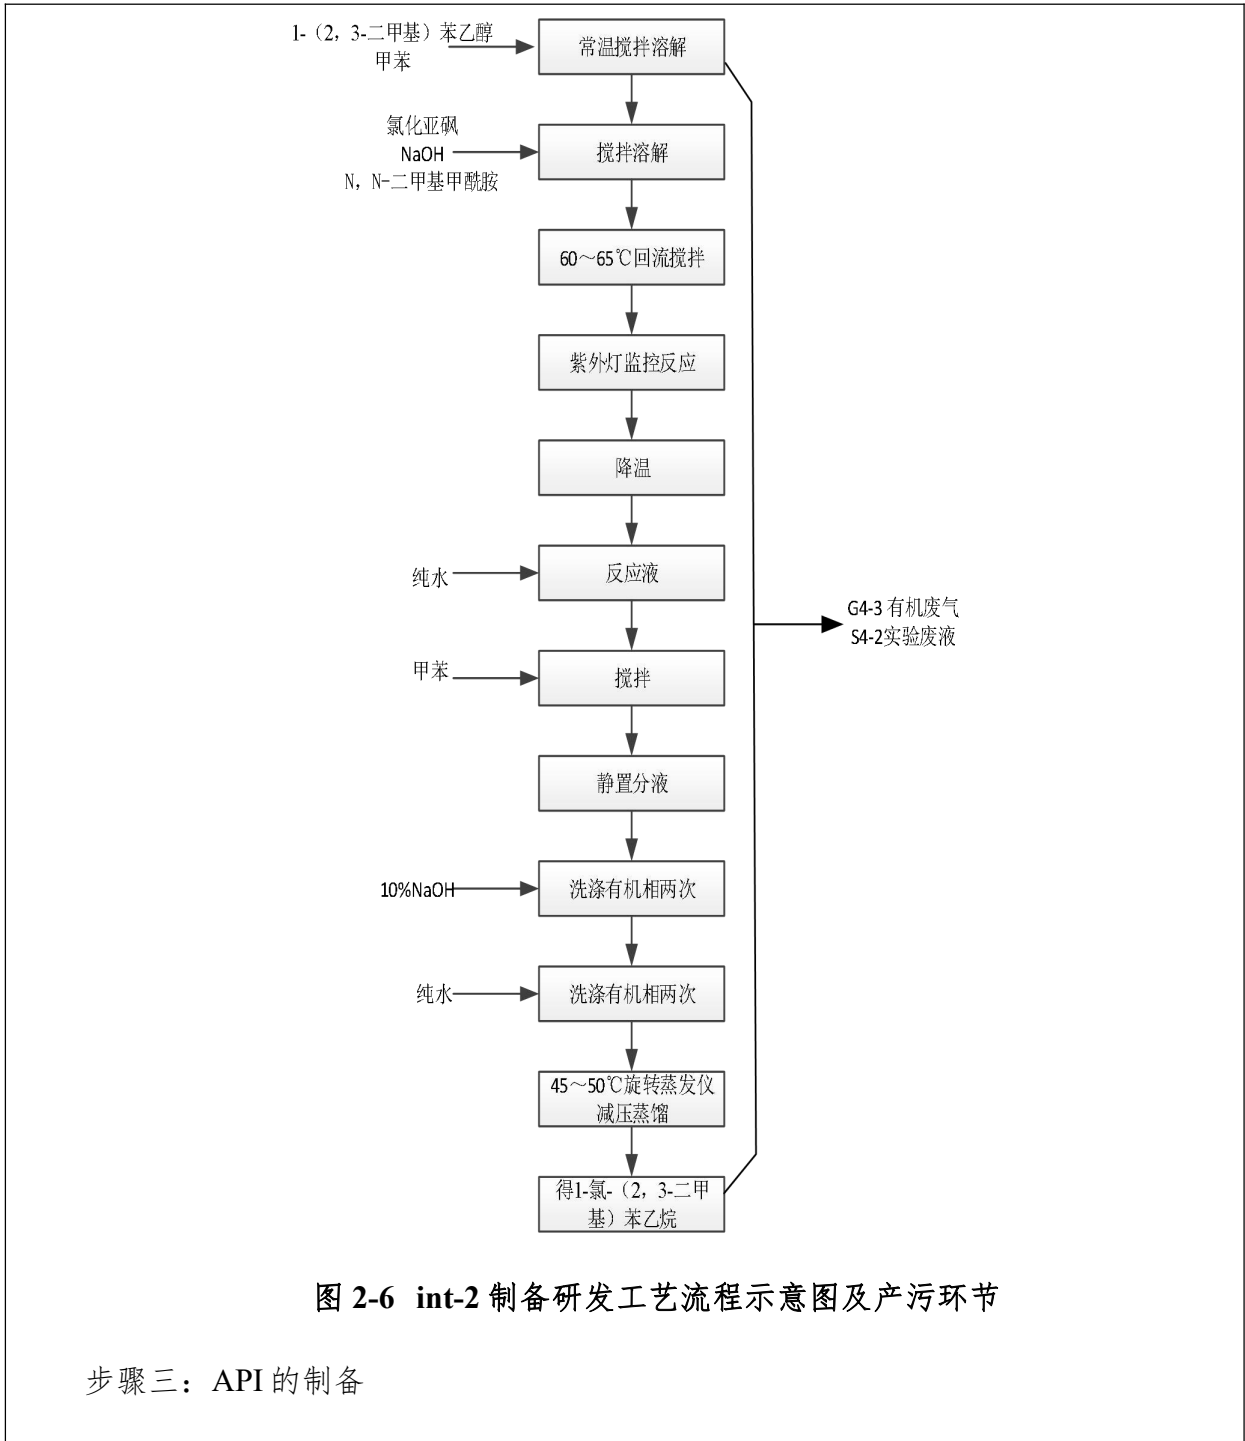 1-（2，3-二甲基）苯乙醇
甲苯
常温搅拌溶解
氯化亚砜
NaOH
N，N-二甲基甲酰胺
搅拌溶解
60～65℃回流搅拌
紫外灯监控反应
降温
纯水
反应液
甲苯
搅拌
静置分液
10%NaOH
洗涤有机相两次
纯水
洗涤有机相两次
45～50℃旋转蒸发仪
减压蒸馏
得1-氯-（2，3-二甲
基）苯乙烷
G4-3 有机废气
S4-2实验废液
图 2-6 int-2 制备研发工艺流程示意图及产污环节
步骤三：API 的制备